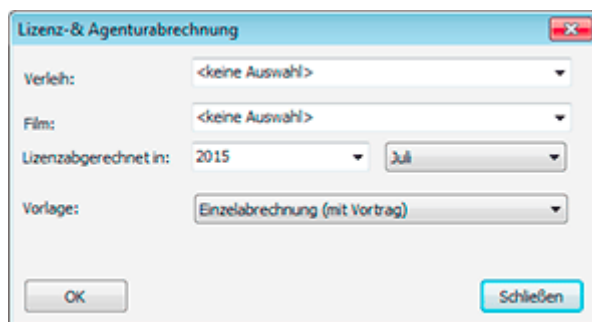 Lizenz-& Agenturabrechnung
Verleih: <keine Auswahl>
Film: <keine Auswahl>
Lizenzabgerechnet in: 2015 Juli
Vorlage: Einzelabrechnung (mit Vortrag)
OK Schließen